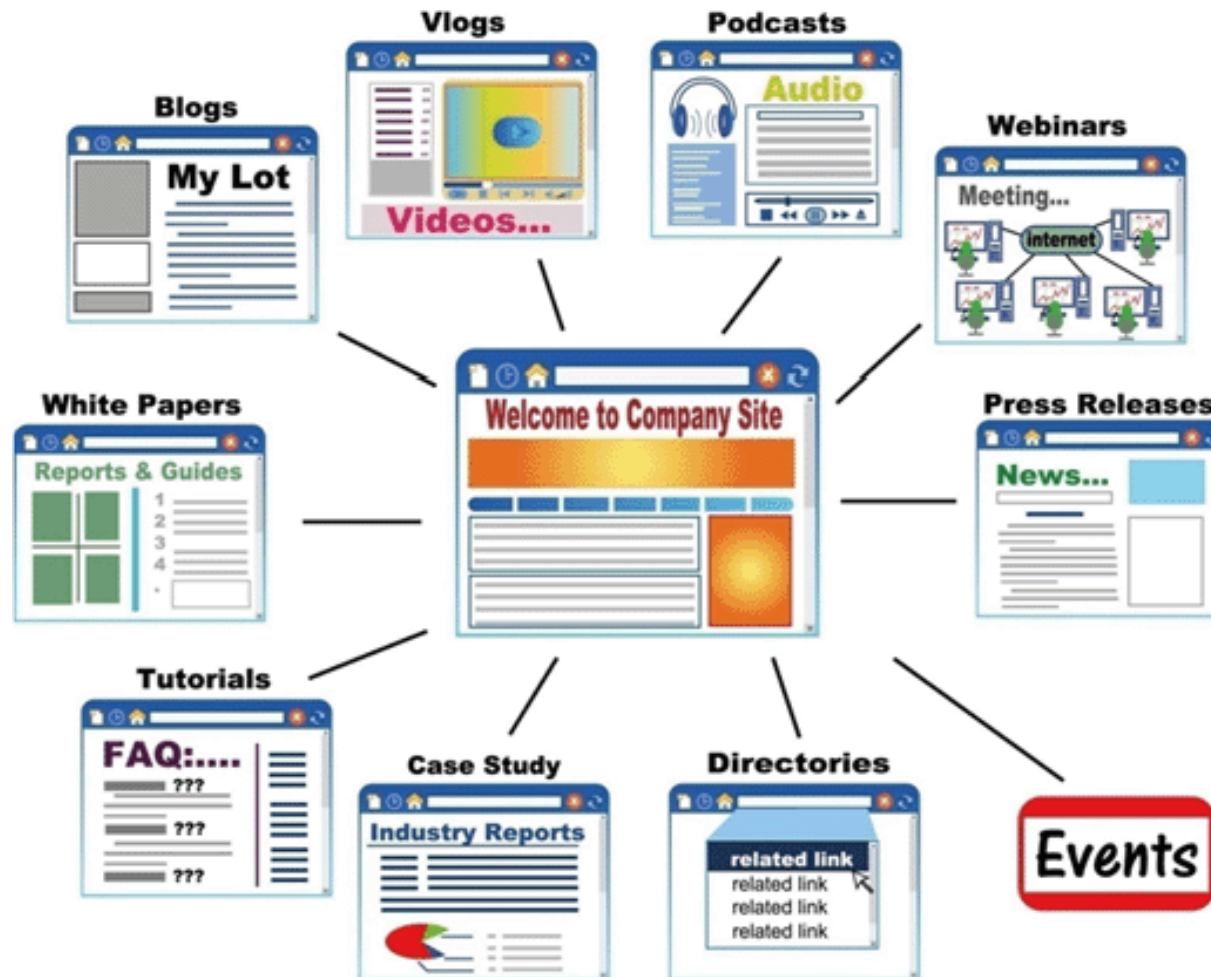 Vlogs
Podcasts
Blogs
Webinars
My Lot
Videos...
Audio
Meeting...
internet
White Papers
Reports & Guides
1
2
3
4
Welcome to Company Site
Press Releases
News...
Tutorials
FAQ:....
???
???
???
Case Study
Industry Reports
Directories
related link
related link
related link
related link
Events